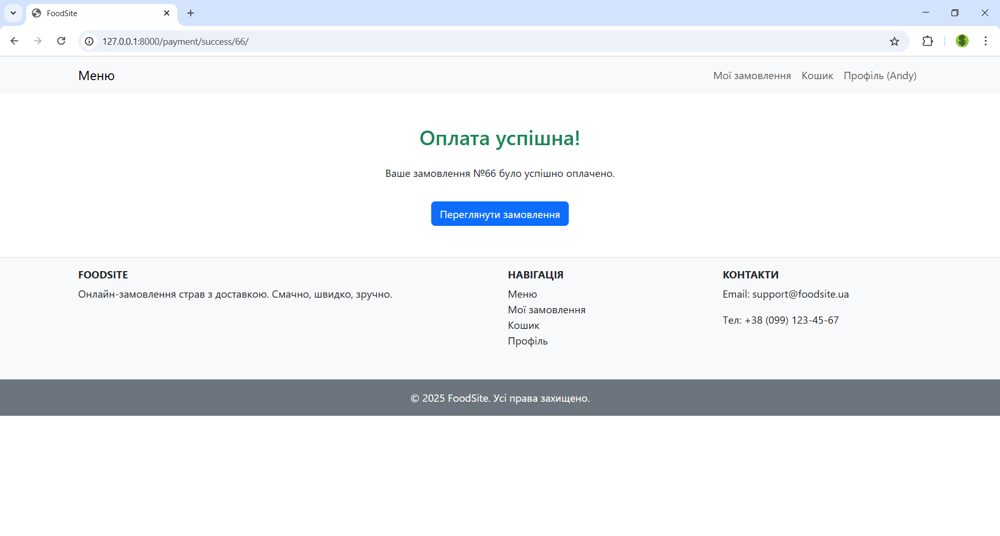 FoodSite
127.0.0.1:8000/payment/success/66/
Меню
Мої замовлення Кошик Профіль (Andy)
Оплата успішна!
Ваше замовлення №66 було успішно оплачено.
Переглянути замовлення
FOODSITE
Онлайн-замовлення страв з доставкою. Смачно, швидко, зручно.
НАВІГАЦІЯ
Меню
Мої замовлення
Кошик
Профіль
КОНТАКТИ
Email: support@foodsite.ua
Тел: +38 (099) 123-45-67
© 2025 FoodSite. Усі права захищено.